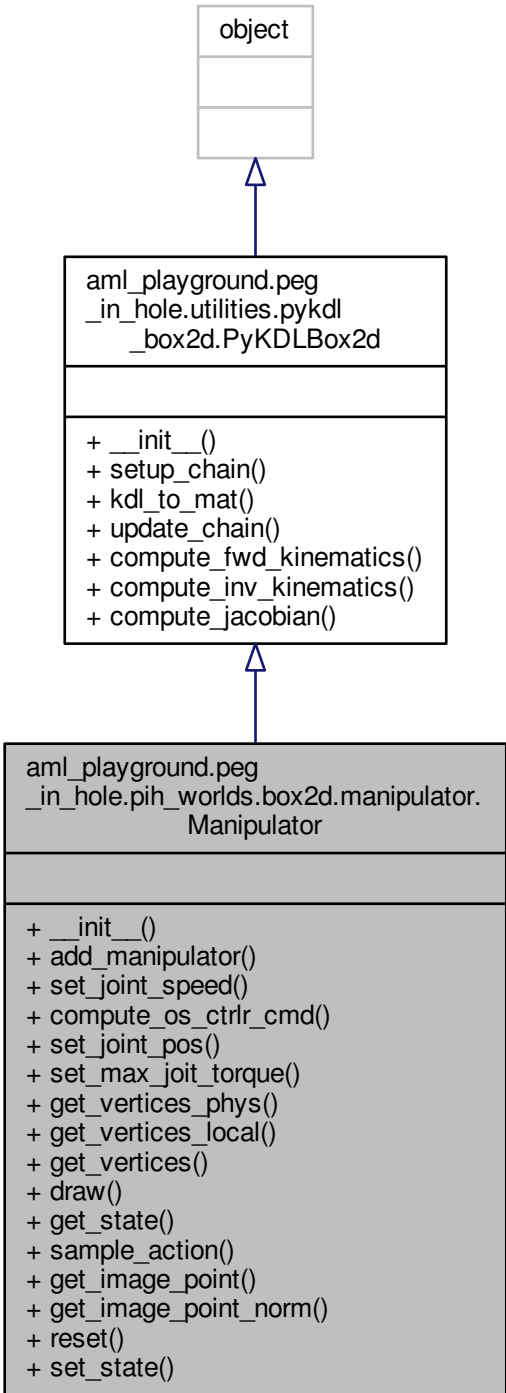 object
aml_playground.peg
_in_hole.utilities.pykdl
_box2d.PyKDLBox2d
+ __init__()
+ setup_chain()
+ kdl_to_mat()
+ update_chain()
+ compute_fwd_kinematics()
+ compute_inv_kinematics()
+ compute_jacobian()
aml_playground.peg
_in_hole.pih_worlds.box2d.manipulator.
Manipulator
+ __init__()
+ add_manipulator()
+ set_joint_speed()
+ compute_os_ctrlr_cmd()
+ set_joint_pos()
+ set_max_joit_torque()
+ get_vertices_phys()
+ get_vertices_local()
+ get_vertices()
+ draw()
+ get_state()
+ sample_action()
+ get_image_point()
+ get_image_point_norm()
+ reset()
+ set_state()